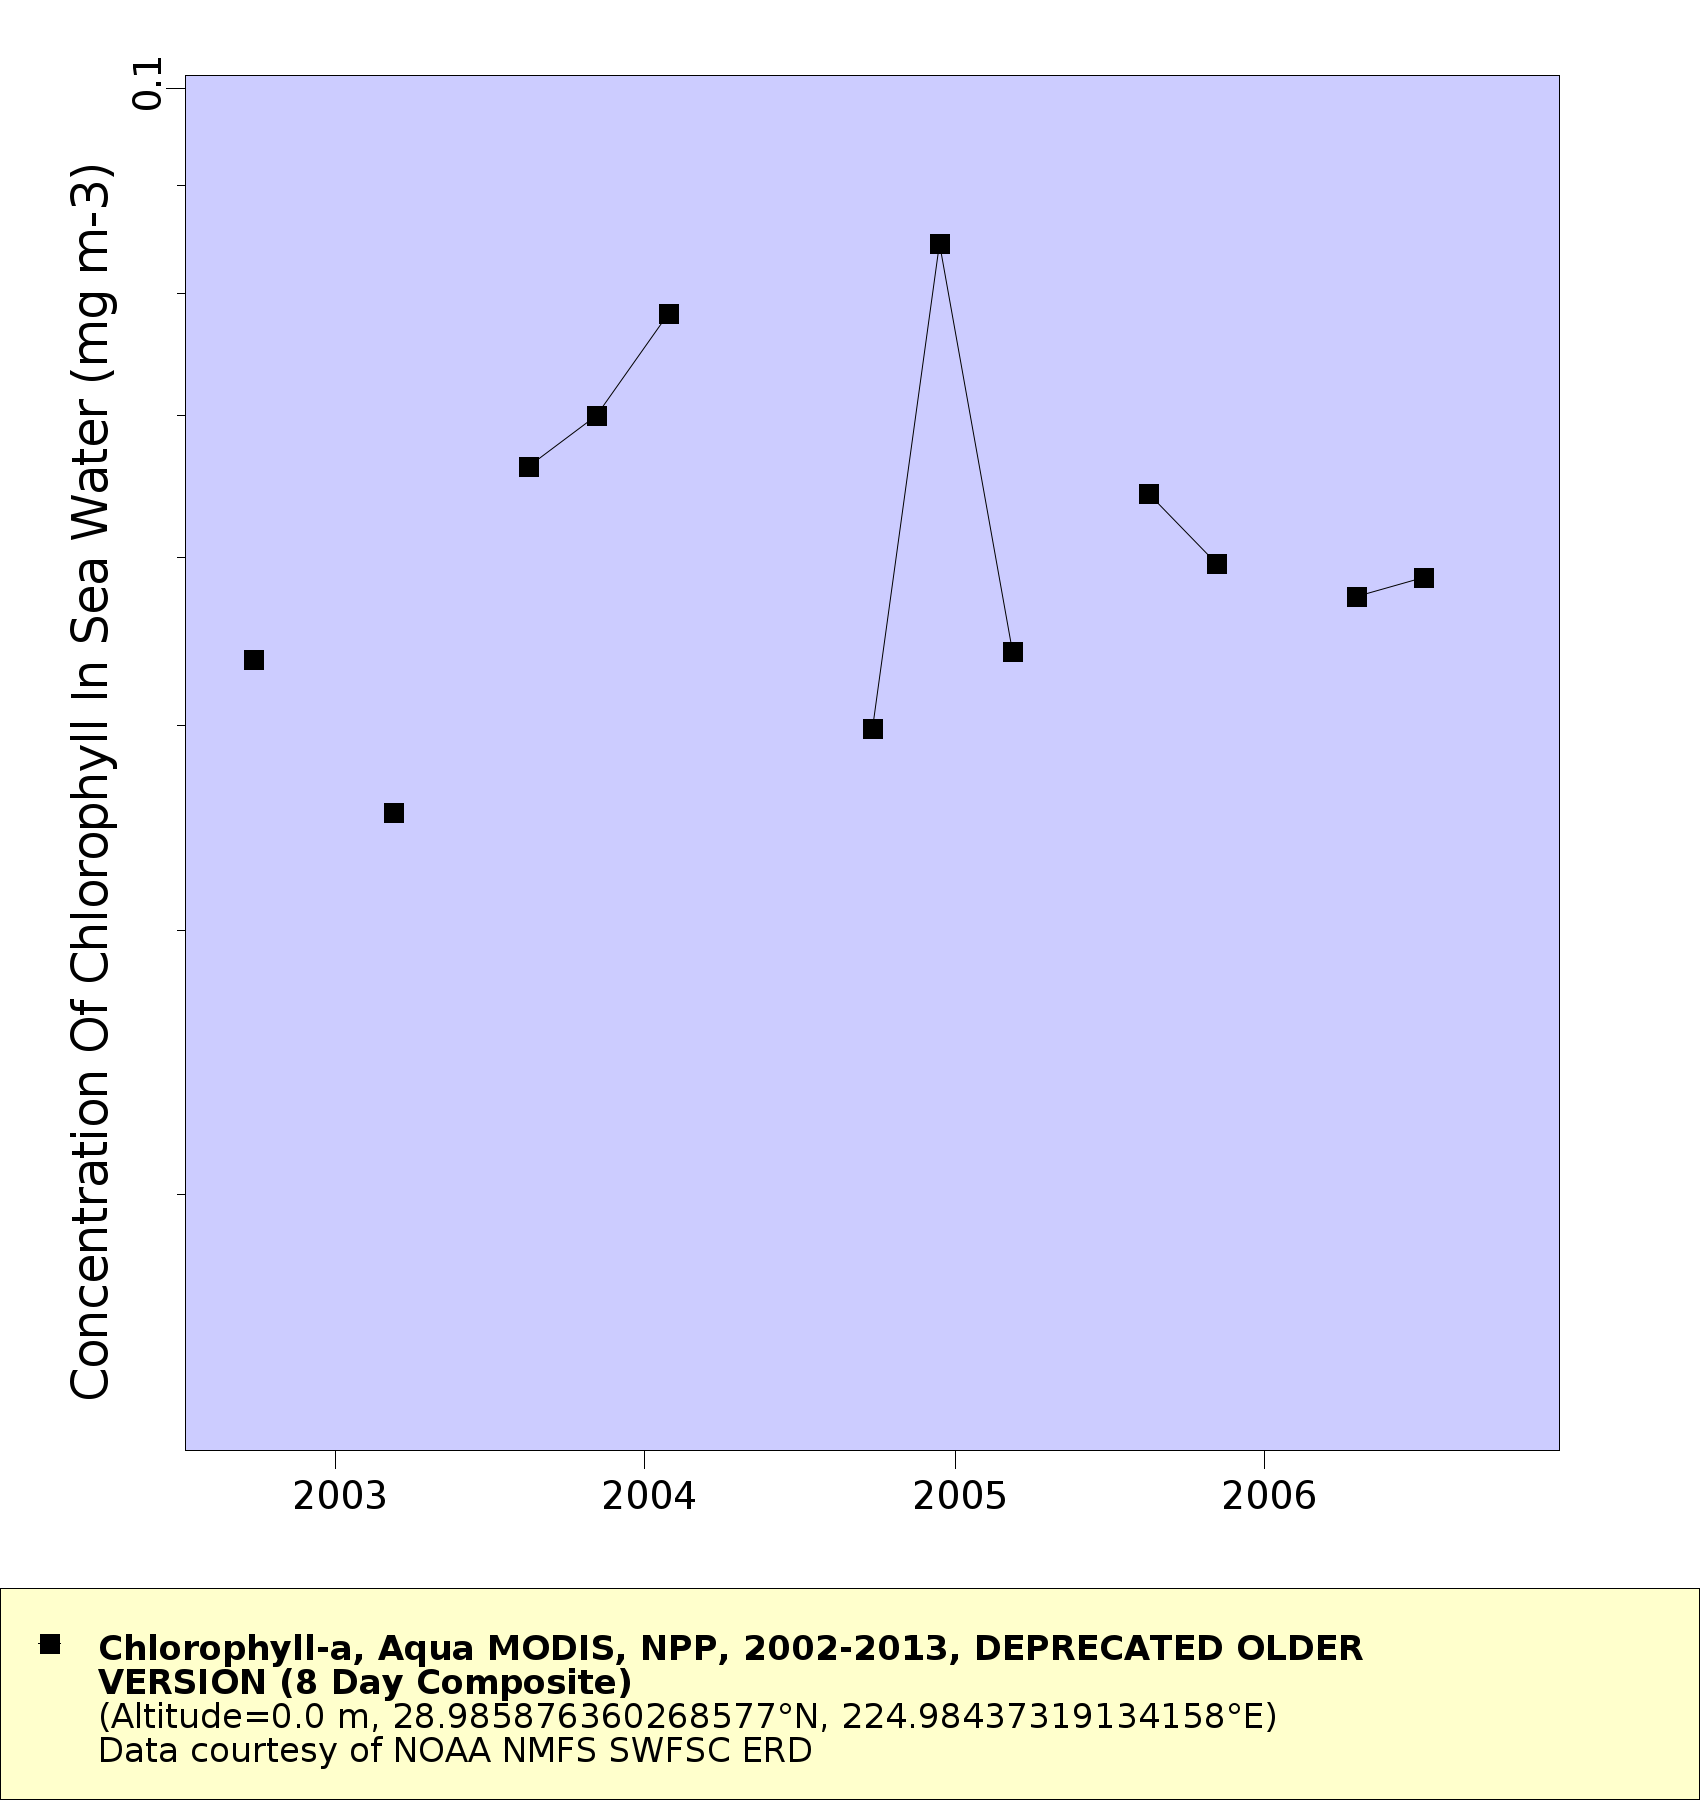 0.1
Concentration Of Chlorophyll In Sea Water (mg m-3)
2003
2004
2005
2006
Chlorophyll-a, Aqua MODIS, NPP, 2002-2013, DEPRECATED OLDER
VERSION (8 Day Composite)
(Altitude=0.0 m, 28.985876360268577°N, 224.98437319134158°E)
Data courtesy of NOAA NMFS SWFSC ERD